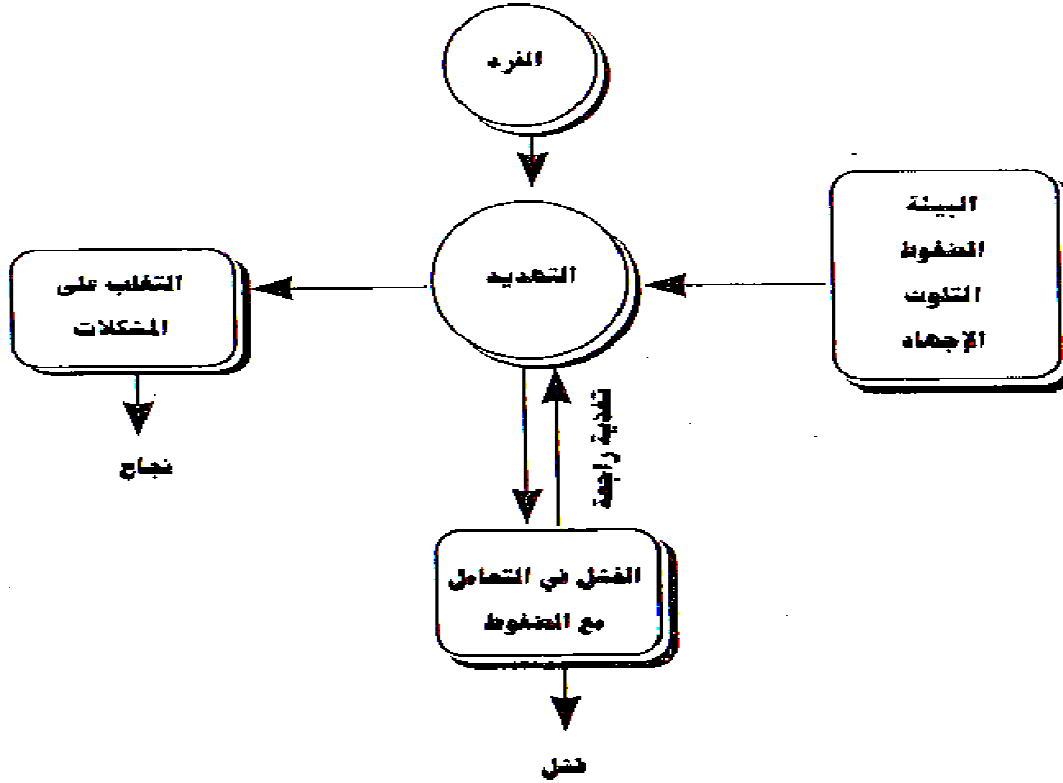 الفرد
البيئة
الضغوط
التلوث
الإجهاد
التهديد
التغلب على
المشكلات
نجاح
تغذية راجعة
الفشل في التعامل
مع الضغوط
فشل